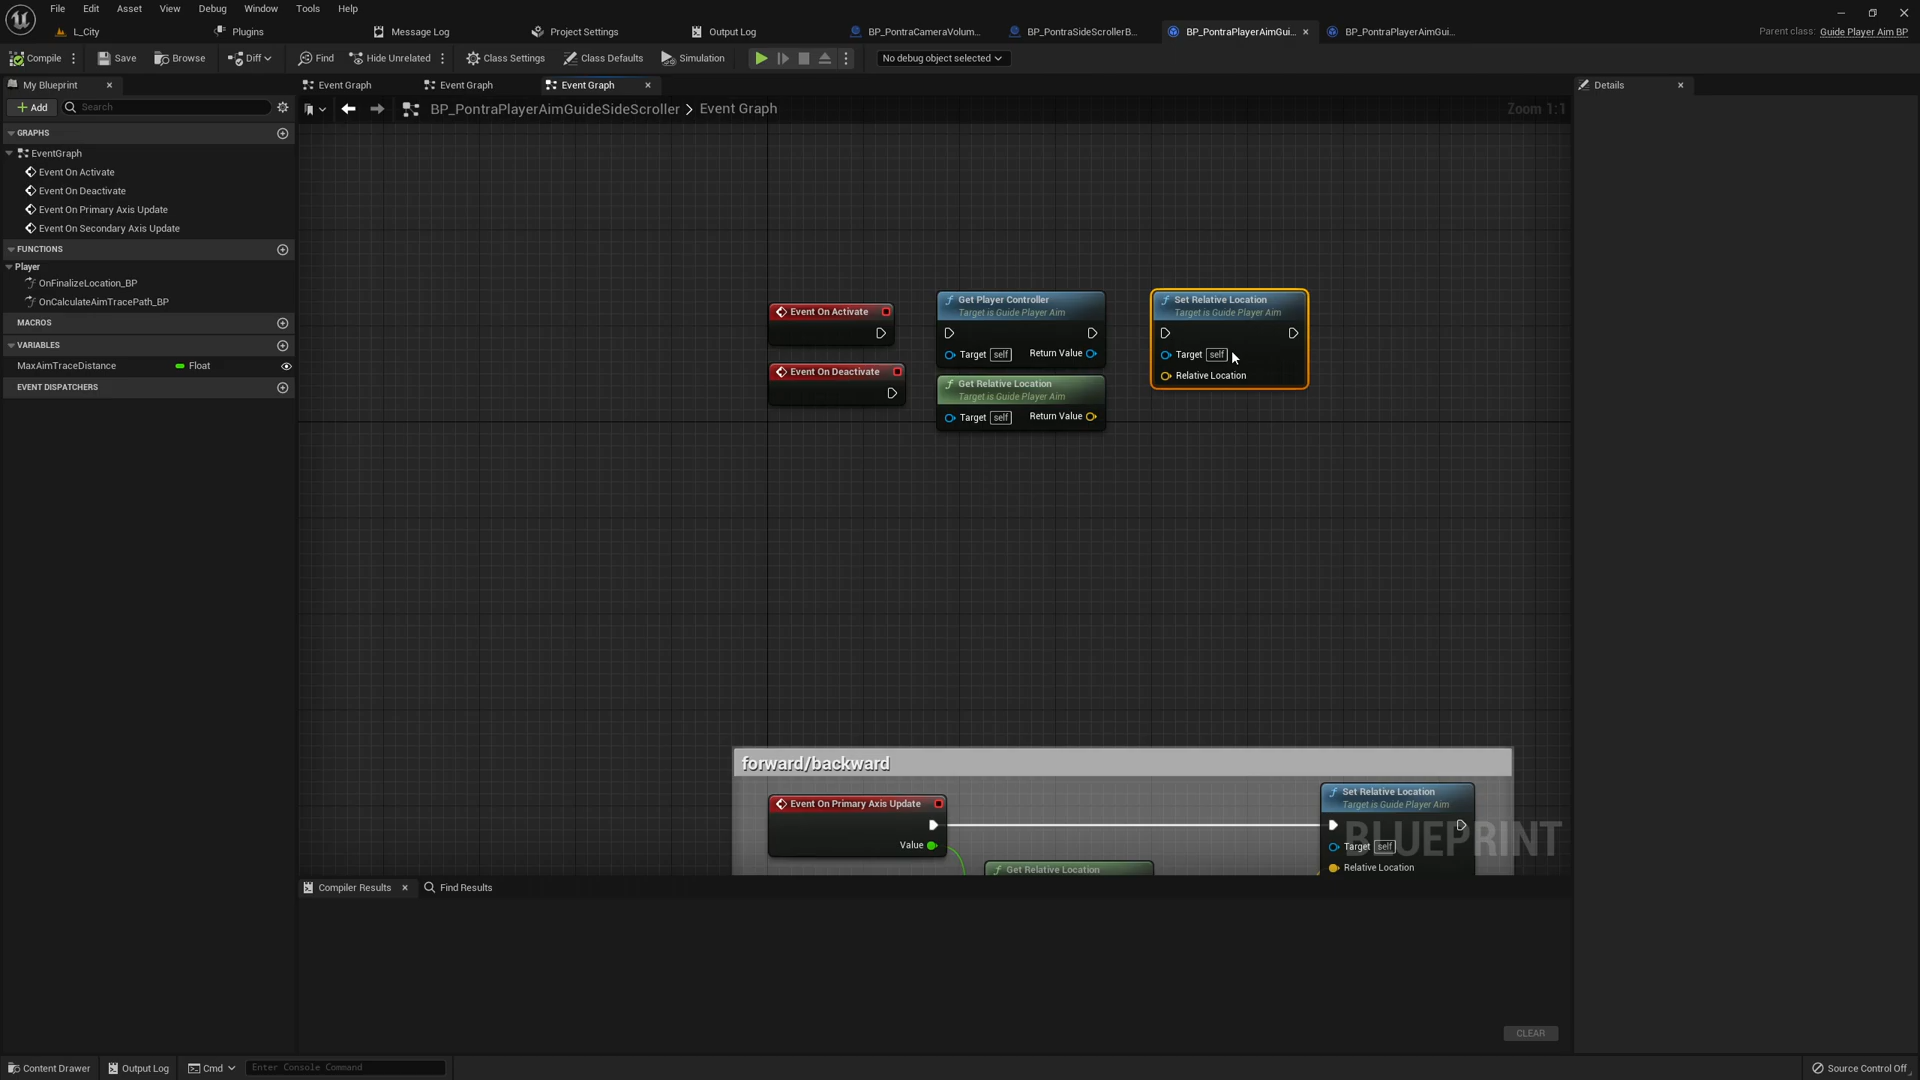 File Edit Asset View Debug Window Tools Help
L_City Plugins Message Log Project Settings Output Log BP_PontraCameraVolum... BP_PontraSideScrollerB... BP_PontraPlayerAimGui... BP_PontraPlayerAimGui... Parent class: Guide Player Aim BP
Compile Save Browse Diff Find Hide Unrelated Class Settings Class Defaults Simulation No debug object selected
My Blueprint Event Graph Event Graph Event Graph Details
Add Search BP_PontraPlayerAimGuideSideScroller > Event Graph Zoom 1:1
GRAPHS
EventGraph
Event On Activate
Event On Deactivate
Event On Primary Axis Update
Event On Secondary Axis Update
FUNCTIONS
Player
OnFinalizeLocation_BP
OnCalculateAimTracePath_BP
MACROS
VARIABLES
MaxAimTraceDistance Float
EVENT DISPATCHERS
Event On Activate
Event On Deactivate
Get Player Controller
Target is Guide Player Aim
Target self Return Value
Get Relative Location
Target is Guide Player Aim
Target self Return Value
Set Relative Location
Target is Guide Player Aim
Target self
Relative Location
forward/backward
Event On Primary Axis Update
Value
Get Relative Location
Set Relative Location
Target is Guide Player Aim
Target self
Relative Location
BLUEPRINT
Compiler Results Find Results
CLEAR
Content Drawer Output Log Cmd Enter Console Command Source Control Off